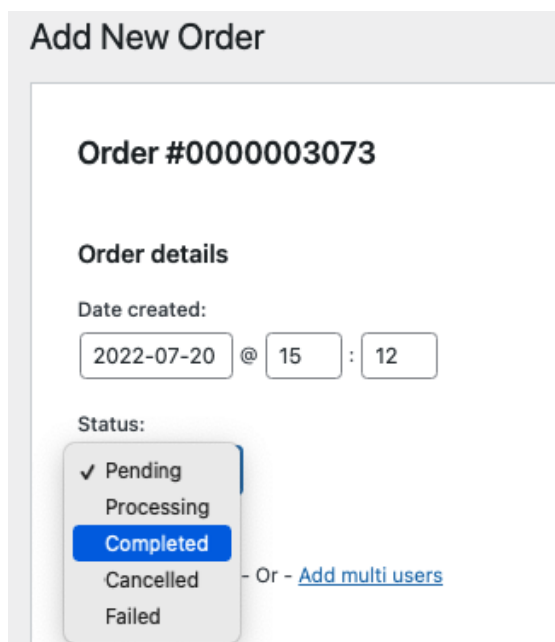 Add New Order
Order #0000003073
Order details
Date created:
2022-07-20 @ 15 : 12
Status:
✓ Pending
Processing
Completed
Cancelled - Or - Add multi users
Failed